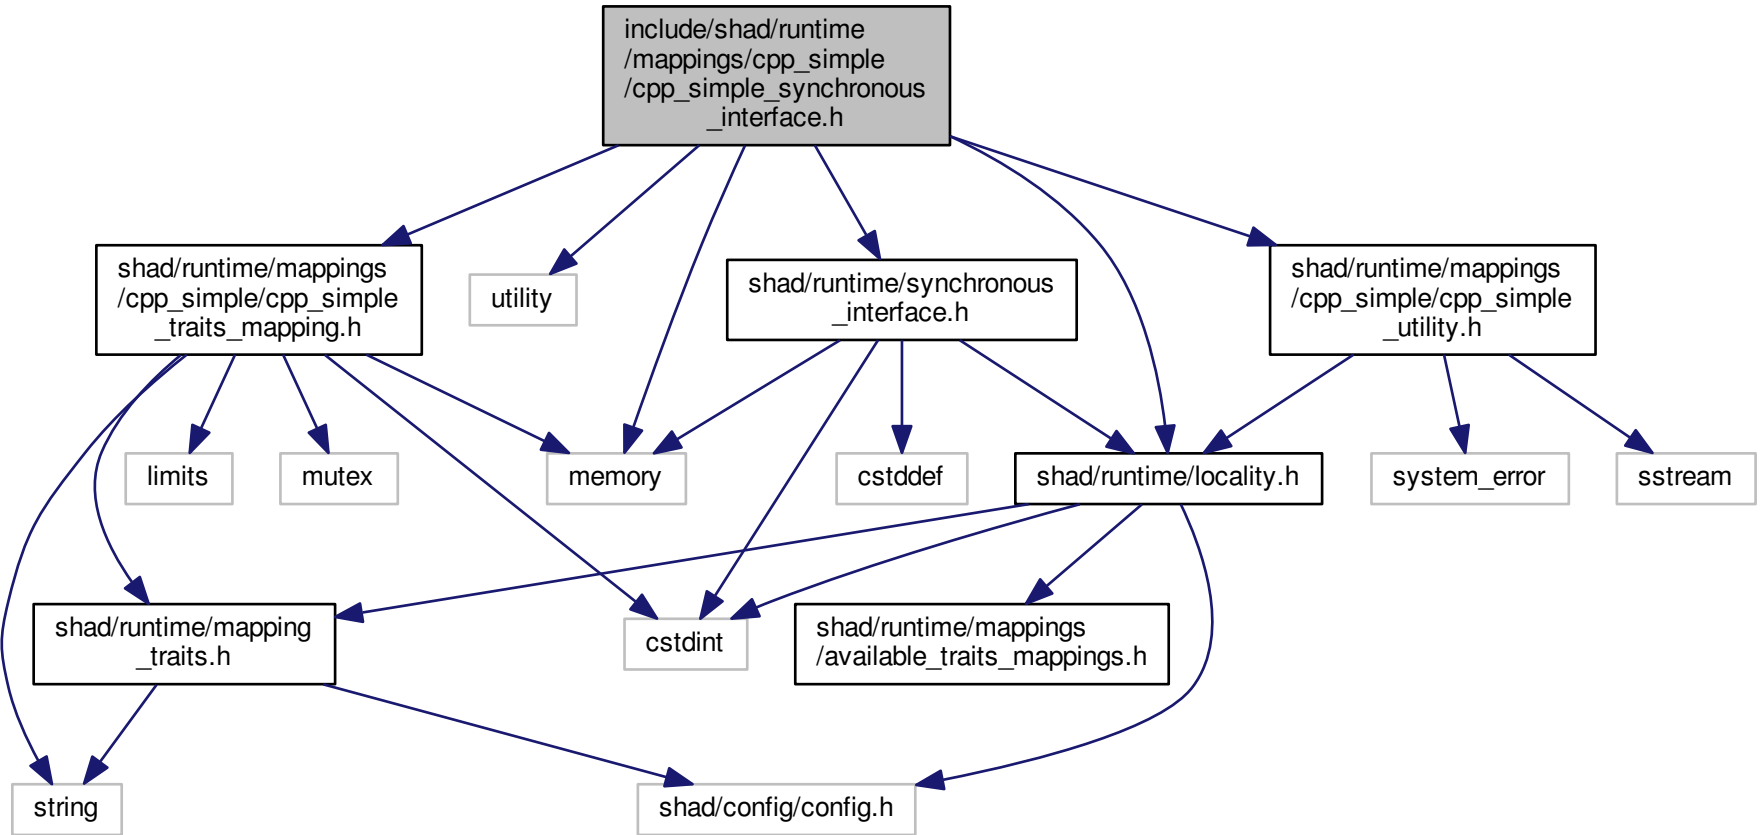 include/shad/runtime
/mappings/cpp_simple
/cpp_simple_synchronous
_interface.h
shad/runtime/mappings
/cpp_simple/cpp_simple
_traits_mapping.h
utility
shad/runtime/synchronous
_interface.h
shad/runtime/mappings
/cpp_simple/cpp_simple
_utility.h
limits
mutex
memory
cstddef
shad/runtime/locality.h
system_error
sstream
shad/runtime/mapping
_traits.h
cstdint
shad/runtime/mappings
/available_traits_mappings.h
string
shad/config/config.h